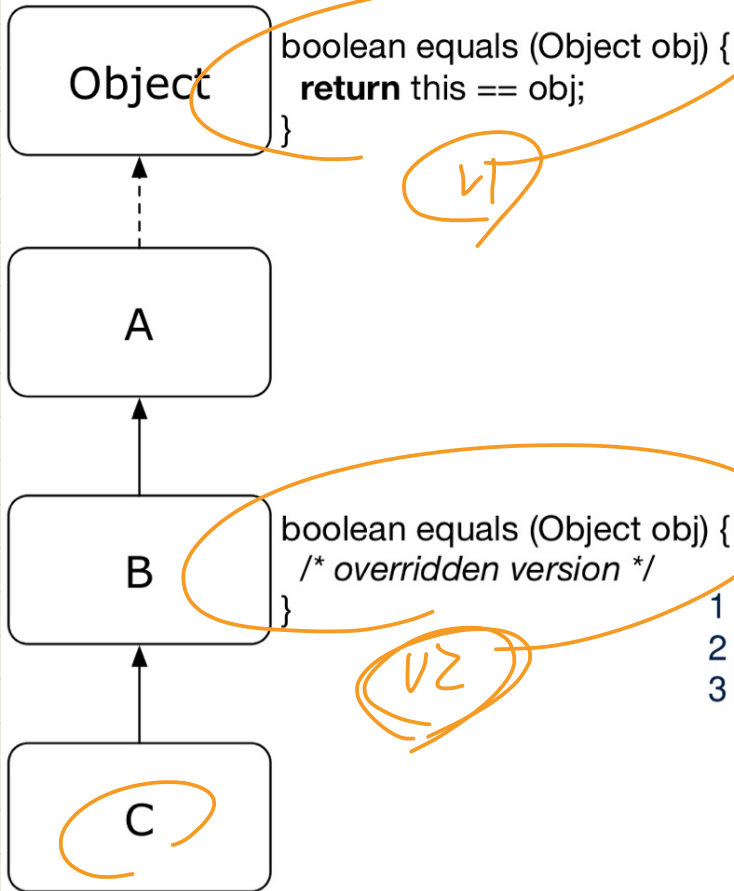 Object
boolean equals (Object obj) {
return this == obj;
}
V1
A
B
boolean equals (Object obj) {
/* overridden version */
}
V2
1
2
3
C